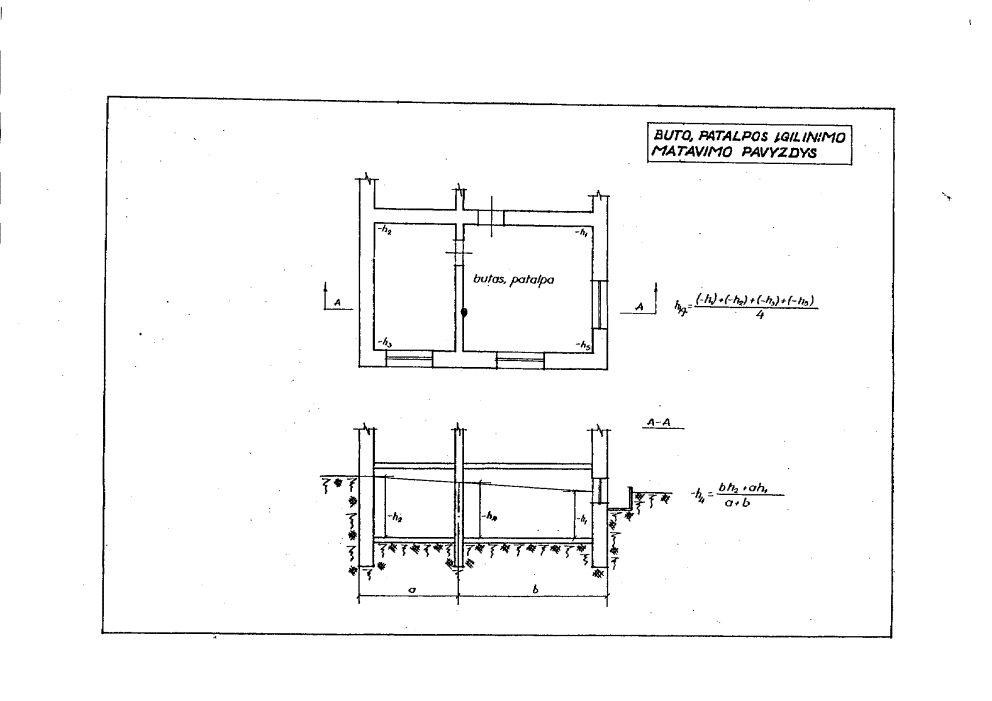 BUTO, PATALPOS ĮGILINIMO
MATAVIMO PAVYZDYS
-h₂
-h₁
butas, patalpa
A
A
-h₃
-h₅
(-h₁)+(-h₂)+(-h₃)+(-h₅)
4
A-A
-h₂
-h₄
-h₁
-h₄ = bh₂ + ah₁
a+b
a
b